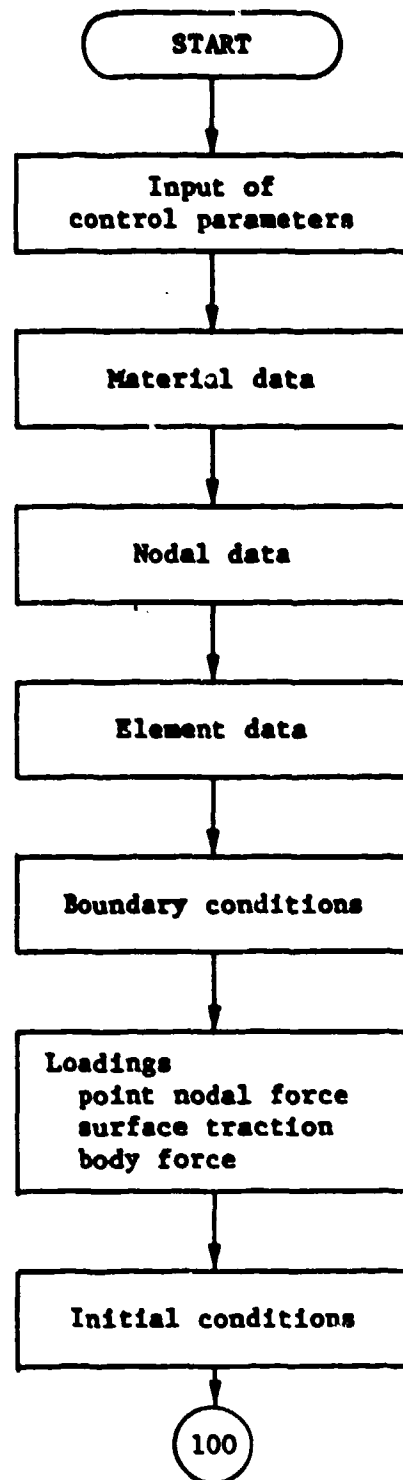 START
Input of
control parameters
Material data
Nodal data
Element data
Boundary conditions
Loadings
point nodal force
surface traction
body force
Initial conditions
100